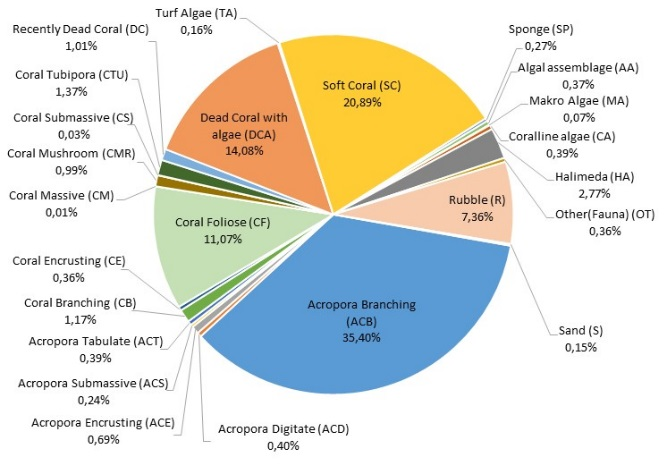 Turf Algae (TA)
0,16%
Recently Dead Coral (DC)
1,01%
Coral Tubipora (CTU)
1,37%
Coral Submassive (CS)
0,03%
Coral Mushroom (CMR)
0,99%
Coral Massive (CM)
0,01%
Coral Encrusting (CE)
0,36%
Coral Branching (CB)
1,17%
Acropora Tabulate (ACT)
0,39%
Acropora Submassive (ACS)
0,24%
Acropora Encrusting (ACE)
0,69%
Acropora Digitate (ACD)
0,40%
Dead Coral with
algae (DCA)
14,08%
Soft Coral (SC)
20,89%
Coral Foliose (CF)
11,07%
Acropora Branching
(ACB)
35,40%
Rubble (R)
7,36%
Sponge (SP)
0,27%
Algal assemblage (AA)
0,37%
Makro Algae (MA)
0,07%
Coralline algae (CA)
0,39%
Halimeda (HA)
2,77%
Other(Fauna) (OT)
0,36%
Sand (S)
0,15%